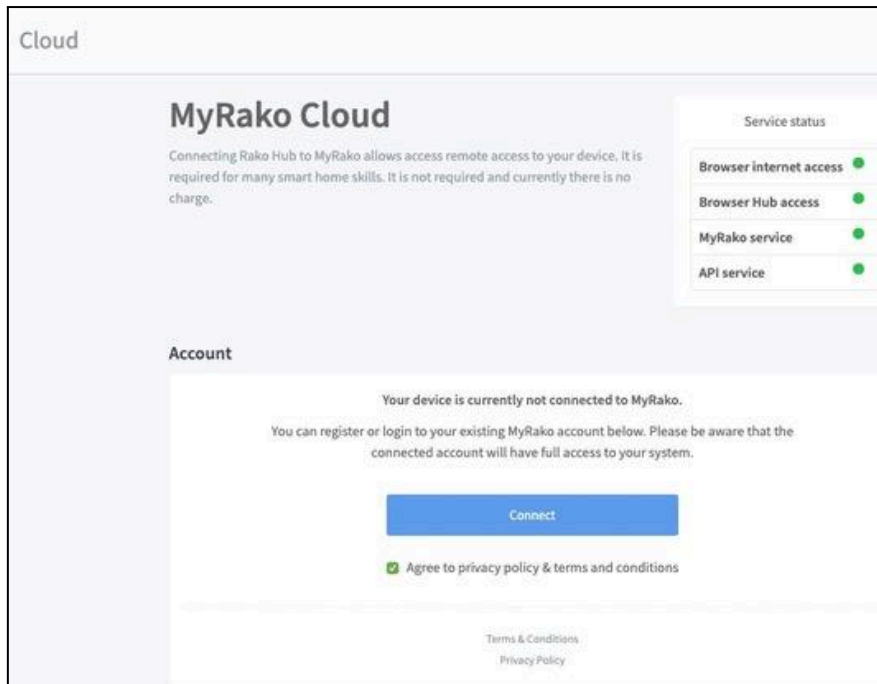 Cloud
MyRako Cloud
Connecting Rako Hub to MyRako allows access remote access to your device. It is
required for many smart home skills. It is not required and currently there is no
charge.
Service status
Browser internet access
Browser Hub access
MyRako service
API service
Account
Your device is currently not connected to MyRako.
You can register or login to your existing MyRako account below. Please be aware that the
connected account will have full access to your system.
Connect
Agree to privacy policy & terms and conditions
Terms & Conditions
Privacy Policy